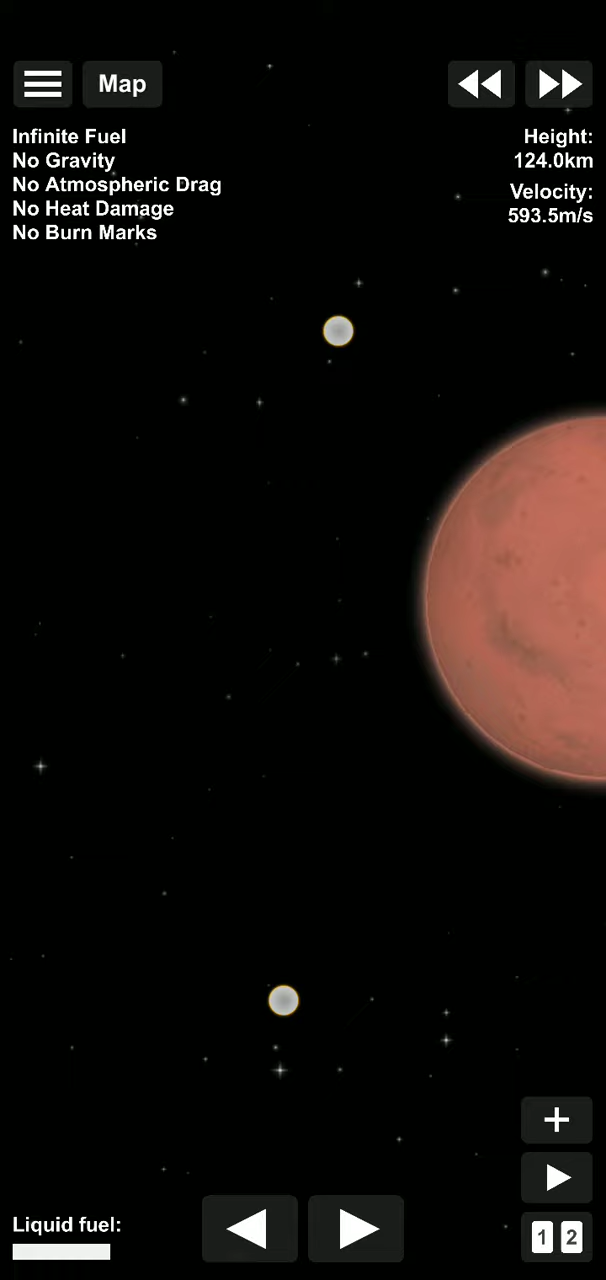 Map
Infinite Fuel
No Gravity
No Atmospheric Drag
No Heat Damage
No Burn Marks
Height:
124.0km
Velocity:
593.5m/s
Liquid fuel:
1 2